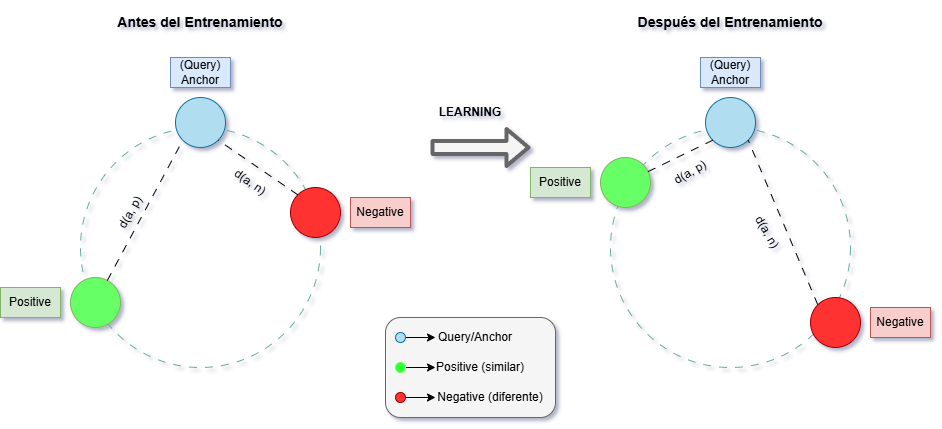 Antes del Entrenamiento
(Query)
Anchor
d(a, p)
d(a, n)
Negative
Positive
LEARNING
Después del Entrenamiento
(Query)
Anchor
Positive
d(a, p)
d(a, n)
Negative
Query/Anchor
Positive (similar)
Negative (diferente)